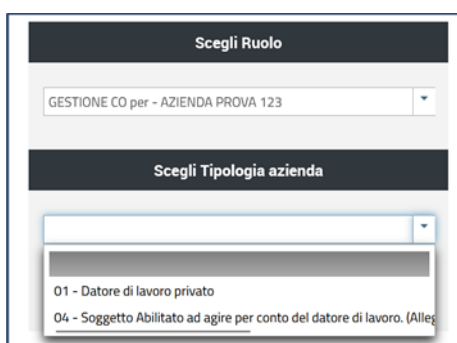 Scegli Ruolo
GESTIONE CO per - AZIENDA PROVA 123
Scegli Tipologia azienda
01 - Datore di lavoro privato
04 - Soggetto Abilitato ad agire per conto del datore di lavoro. (Alleg